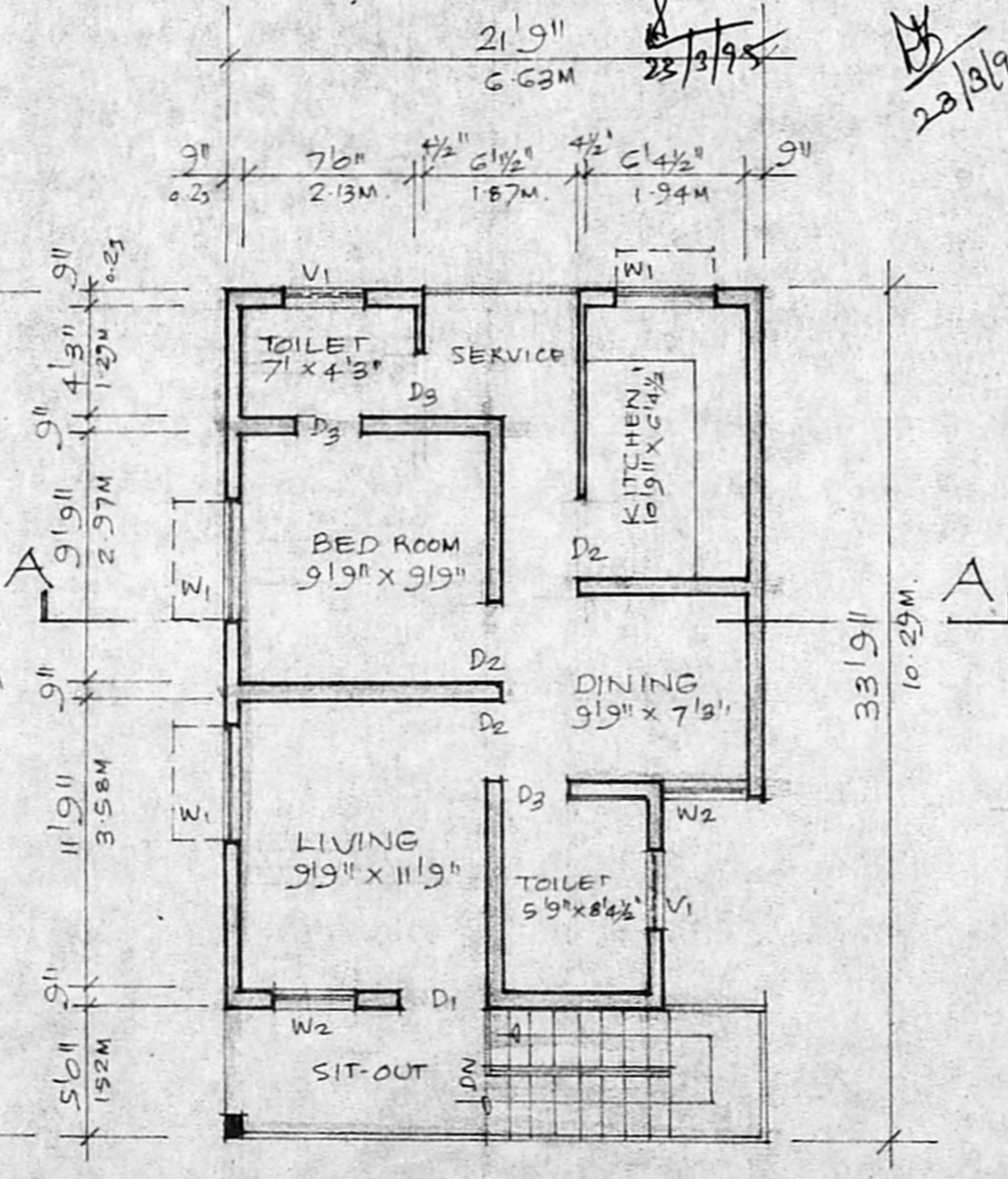 21'9"
6.63M
23/3/95
23/3/9
9"
0.23
7'0"
2.13M.
4½"
6'1½"
1.87M.
4½"
6'4½"
1.94M
9"
9"
0.23
4'3"
1.29M
9"
9'9"
2.97M
9"
11'9"
3.58M
9"
5'0"
1.52M
V1
W1
TOILET
7' X 4'3"
SERVICE
D3
D3
KITCHEN
10'9" X 6'4½"
BED ROOM
9'9" X 9'9"
D2
A
W1
A
33'9"
10.29M.
D2
DINING
9'9" X 7'3"
D2
W1
D3
W2
LIVING
9'9" X 11'9"
TOILET
5'9" X 8'4½"
V1
D1
W2
SIT-OUT
DN